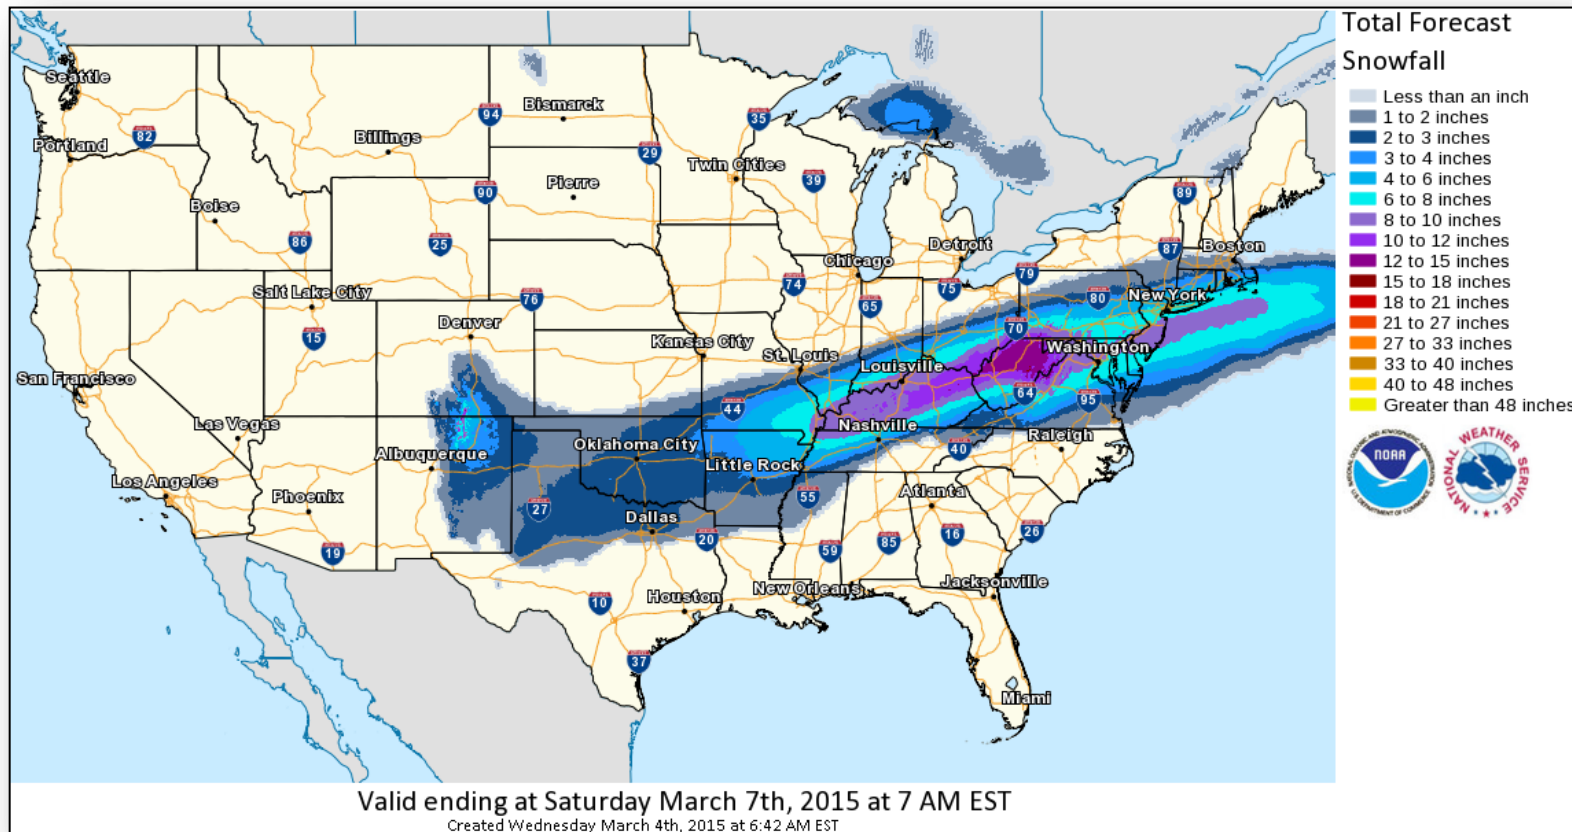 Total Forecast
Snowfall
Less than an inch
1 to 2 inches
2 to 3 inches
3 to 4 inches
4 to 6 inches
6 to 8 inches
8 to 10 inches
10 to 12 inches
12 to 15 inches
15 to 18 inches
18 to 21 inches
21 to 27 inches
27 to 33 inches
33 to 40 inches
40 to 48 inches
Greater than 48 inches
NOAA
NATIONAL OCEANIC AND ATMOSPHERIC ADMINISTRATION
U.S. DEPARTMENT OF COMMERCE
NATIONAL WEATHER SERVICE
Seattle
94
Bismarck
35
82
Portland
Billings
29
Twin Cities
90
Pierre
39
89
Boise
86
25
Detroit
87
Boston
Chicago
79
Salt Lake City
76
74
65
75
80
New York
Denver
15
Kansas City
70
St. Louis
Washington
San Francisco
Louisville
64
44
95
Las Vegas
Nashville
Raleigh
Albuquerque
Oklahoma City
40
Little Rock
Los Angeles
Phoenix
27
55
Atlanta
Dallas
19
20
59
85
16
26
10
Houston
New Orleans
Jacksonville
37
Miami
Valid ending at Saturday March 7th, 2015 at 7 AM EST
Created Wednesday March 4th, 2015 at 6:42 AM EST